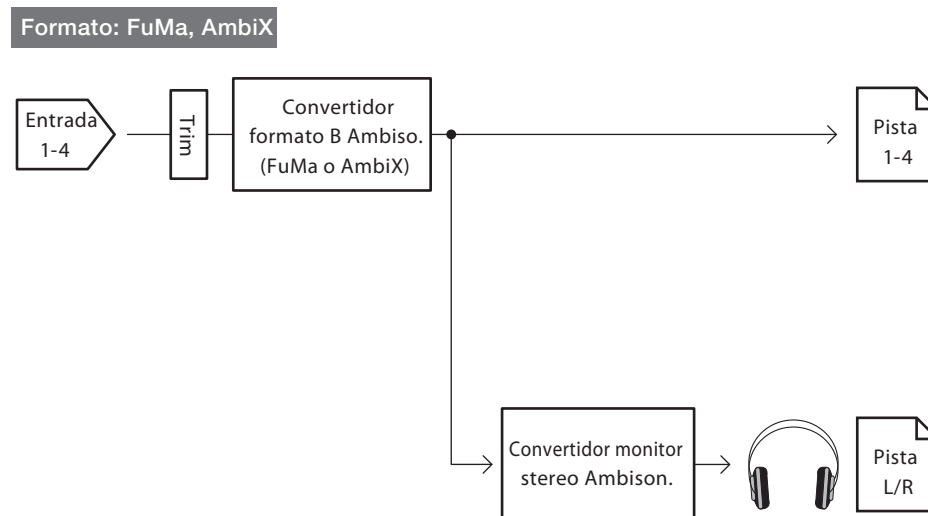 Formato: FuMa, AmbiX
Entrada
1-4
Trim
Convertidor
formato B Ambiso.
(FuMa o AmbiX)
Pista
1-4
Convertidor monitor
stereo Ambison.
Pista
L/R